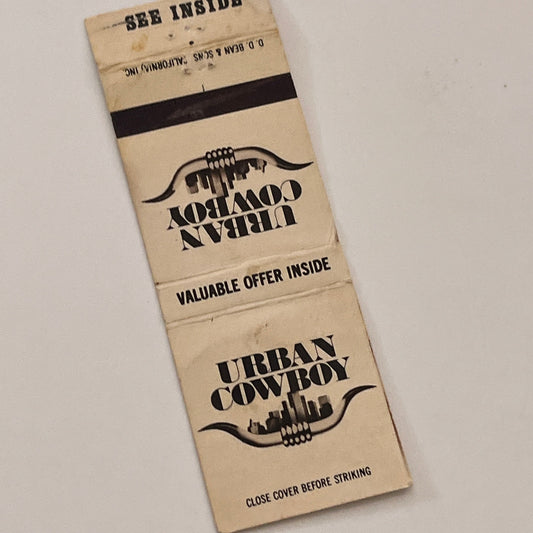 SEE INSIDE
D. D. BEAN & SONS (CALIFORNIA) INC.
URBAN
COWBOY
VALUABLE OFFER INSIDE
URBAN
COWBOY
CLOSE COVER BEFORE STRIKING